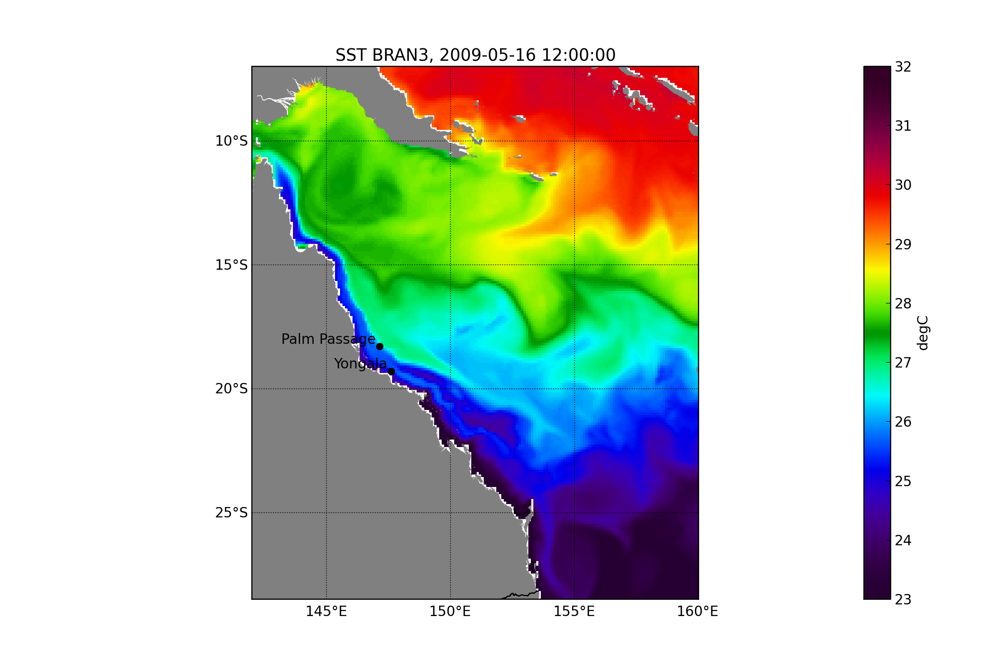 SST BRAN3, 2009-05-16 12:00:00
10°S
15°S
20°S
25°S
Palm Passage
Yongala
145°E
150°E
155°E
160°E
32
31
30
29
28
27
26
25
24
23
degC